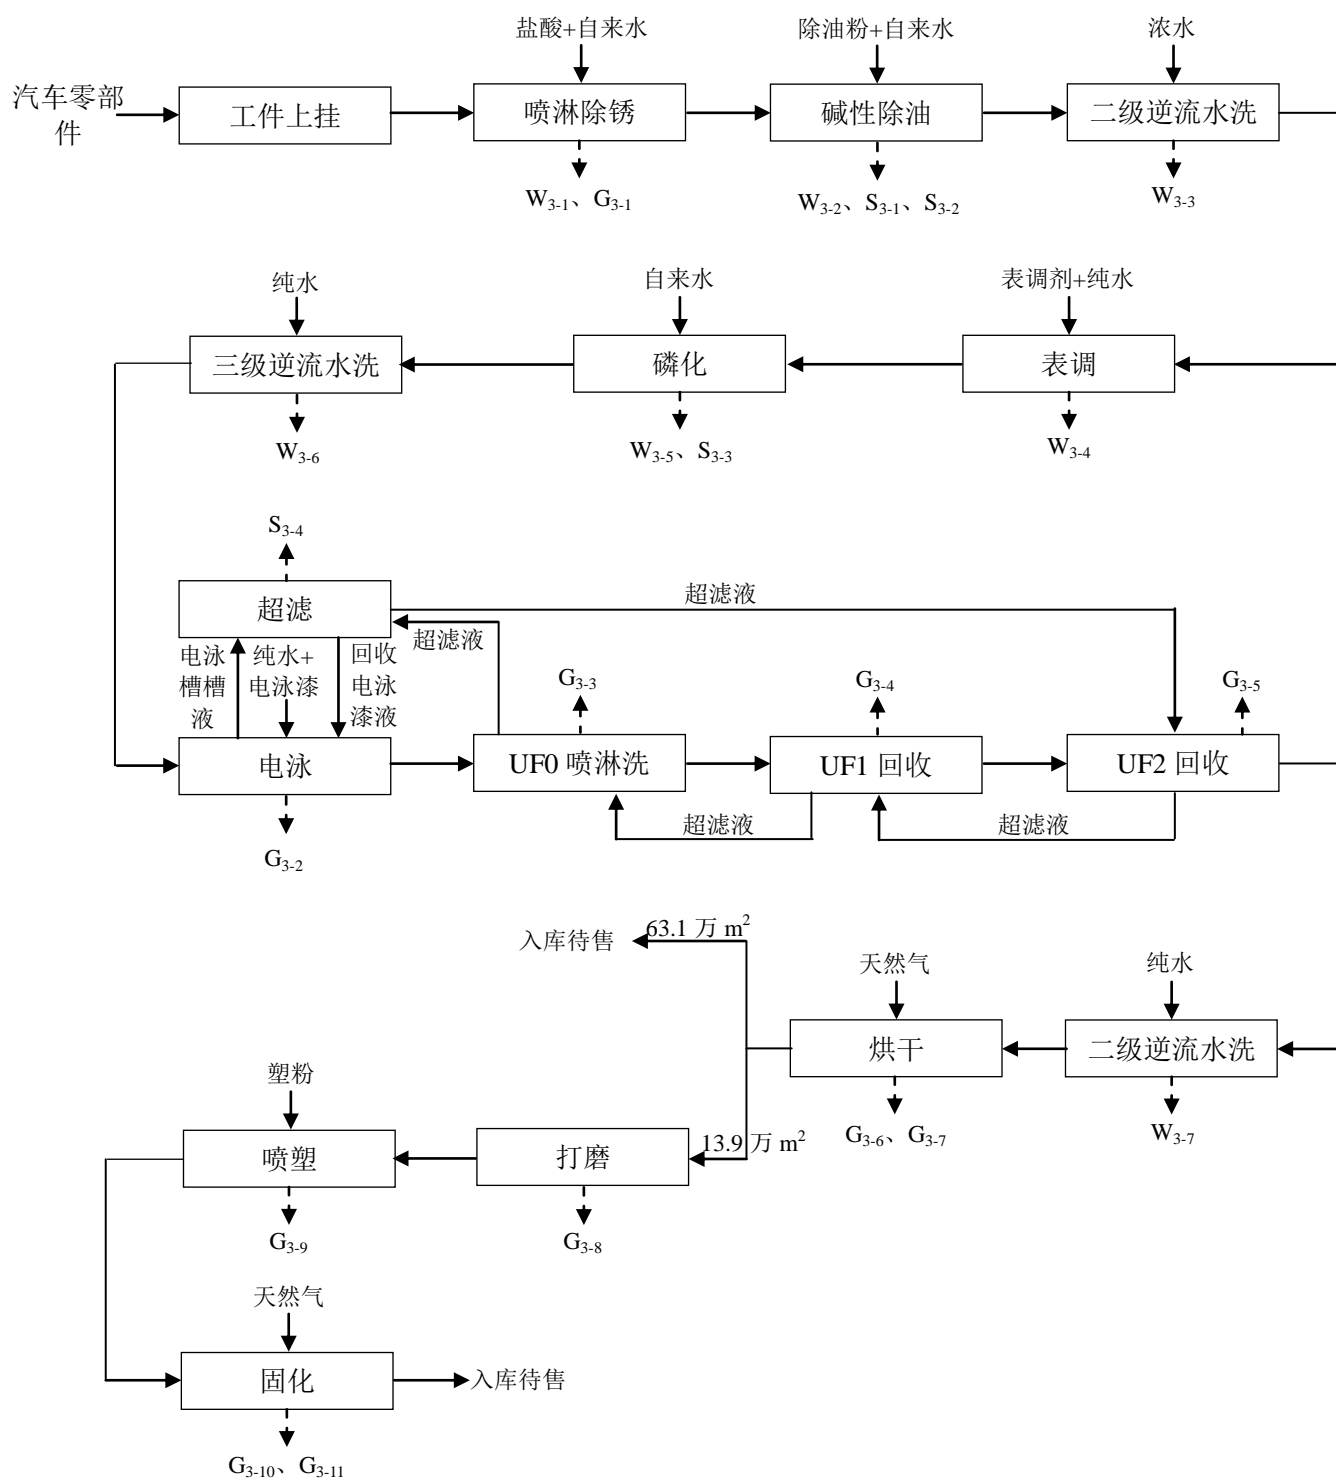 盐酸+自来水
除油粉+自来水
浓水
汽车零部
件
工件上挂
喷淋除锈
碱性除油
二级逆流水洗
W3-1、G3-1
W3-2、S3-1、S3-2
W3-3
纯水
自来水
表调剂+纯水
三级逆流水洗
磷化
表调
W3-6
W3-5、S3-3
W3-4
S3-4
超滤
超滤液
超滤液
电泳
槽槽
液
纯水+
电泳漆
回收
电泳
漆液
G3-3
G3-4
G3-5
电泳
UF0 喷淋洗
UF1 回收
UF2 回收
超滤液
超滤液
G3-2
63.1 万 m2
入库待售
天然气
纯水
烘干
二级逆流水洗
塑粉
G3-6、G3-7
W3-7
13.9 万 m2
喷塑
打磨
G3-9
G3-8
天然气
固化
入库待售
G3-10、G3-11